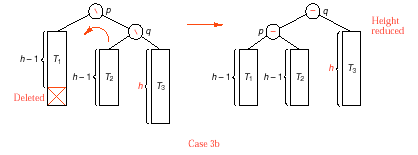 \ p
\ q
h – 1 T1
h – 1 T2
h T3
Deleted
– q
p –
h – 1 T1
h – 1 T2
h T3
Height
reduced
Case 3b